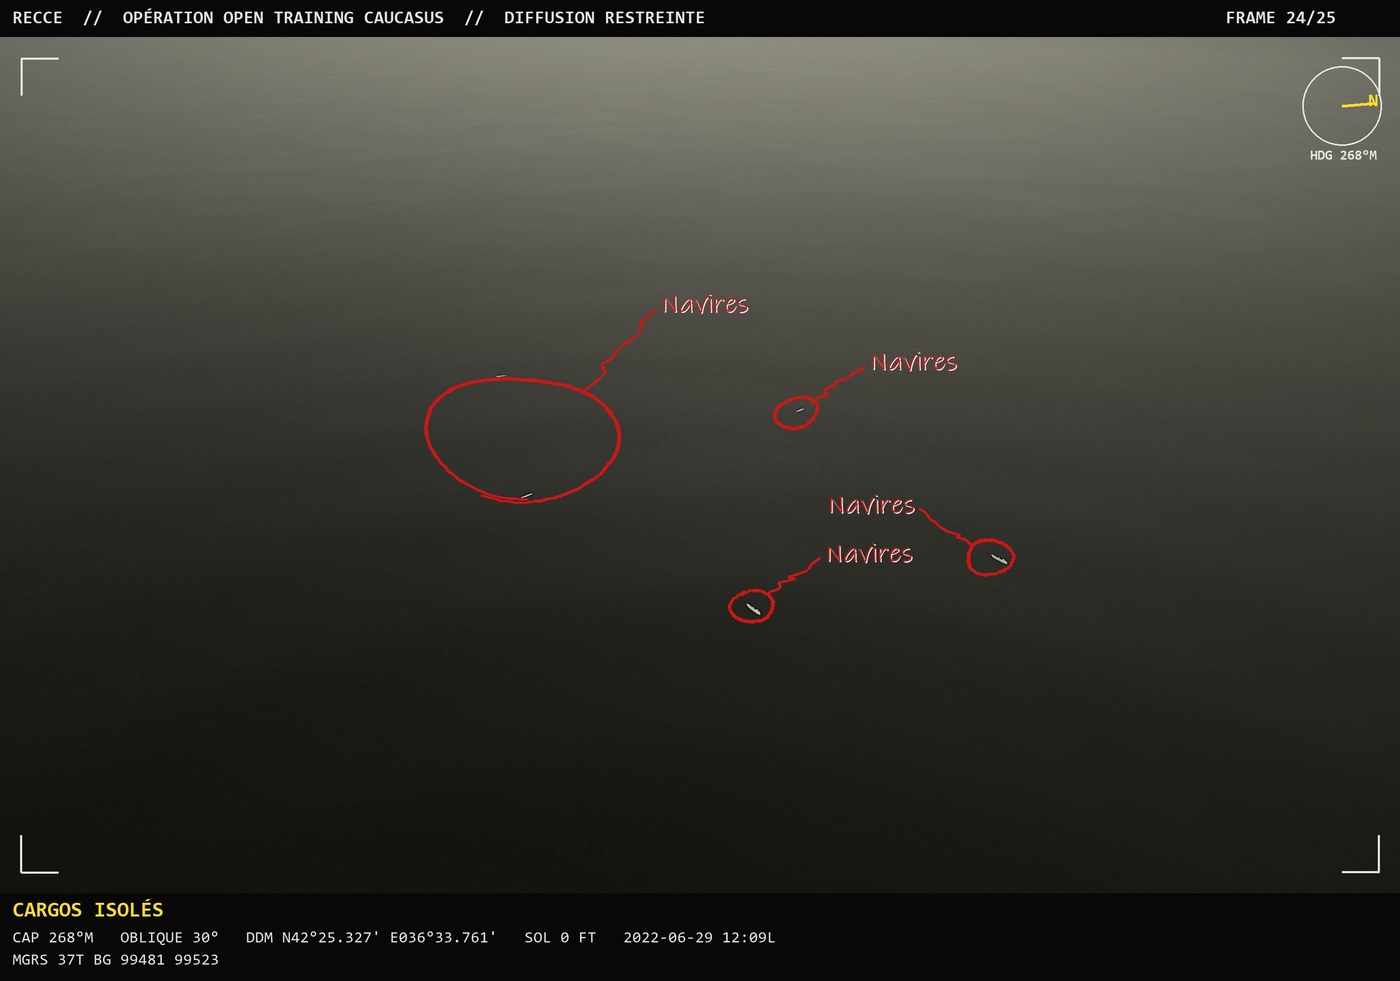 RECCE // OPÉRATION OPEN TRAINING CAUCASUS // DIFFUSION RESTREINTE
FRAME 24/25
N
HDG 268°M
Navires
Navires
Navires
Navires
CARGOS ISOLÉS
CAP 268°M OBLIQUE 30° DDM N42°25.327' E036°33.761' SOL 0 FT 2022-06-29 12:09L
MGRS 37T BG 99481 99523